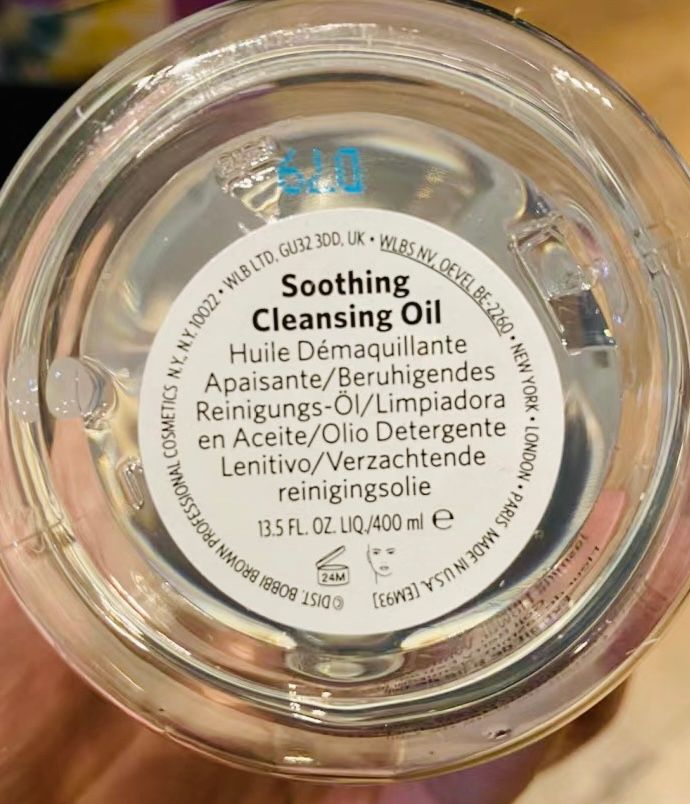 Soothing
Cleansing Oil
Huile Démaquillante
Apaisante/Beruhigendes
Reinigungs-Öl/Limpiadora
en Aceite/Olio Detergente
Lenitivo/Verzachtende
reinigingsolie
13.5 FL. OZ. LIQ./400 ml ℮
24M
© DIST. BOBBI BROWN PROFESSIONAL COSMETICS N.Y., N.Y. 10022 • WLB LTD. GU32 3DD, UK • WLBS NV, OEVEL BE-2260 • NEW YORK • LONDON • PARIS MADE IN U.S.A. [EM93]